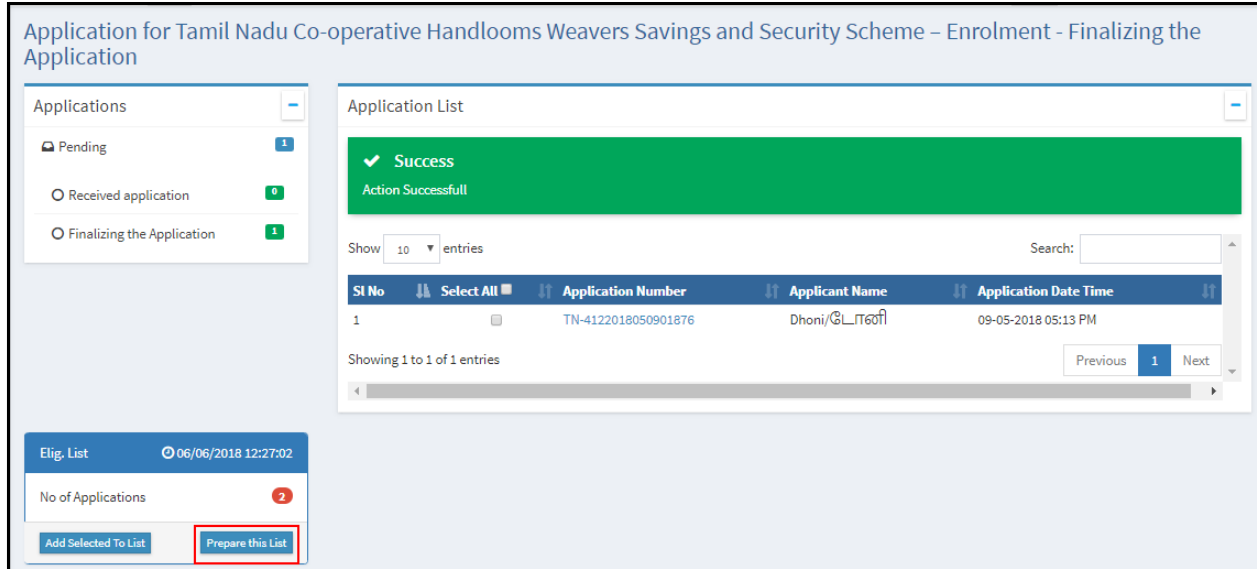 Application for Tamil Nadu Co-operative Handlooms Weavers Savings and Security Scheme – Enrolment - Finalizing the
Application
Applications
Pending 1
Received application 0
Finalizing the Application 1
Application List
Success
Action Successfull
Show 10 entries Search:
Sl No Select All Application Number Applicant Name Application Date Time
1 TN-4122018050901876 Dhoni/டோனி 09-05-2018 05:13 PM
Showing 1 to 1 of 1 entries Previous 1 Next
Elig. List 06/06/2018 12:27:02
No of Applications 2
Add Selected To List Prepare this List